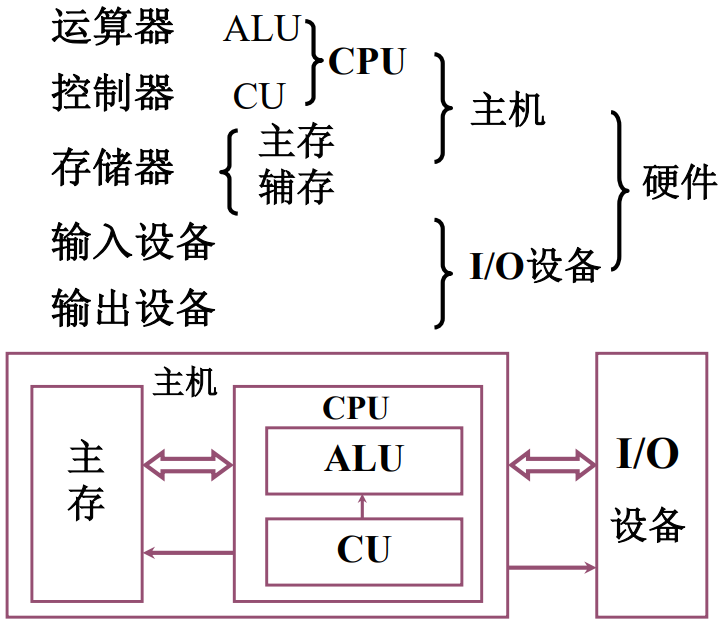 运算器 ALU
CPU
控制器 CU
主机
存储器 主存
辅存
硬件
输入设备
I/O设备
输出设备
主机
CPU
ALU
CU
主
存
I/O
设备